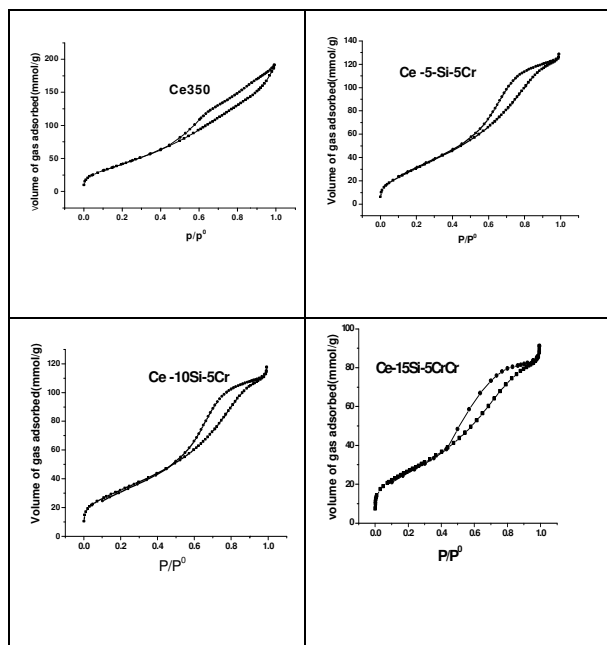 200
150
100
50
0
Ce350
0.0 0.2 0.4 0.6 0.8 1.0
p/p⁰
volume of gas adsorbed(mmol/g)
140
120
100
80
60
40
20
0
Ce -5-Si-5Cr
0.0 0.2 0.4 0.6 0.8 1.0
P/P⁰
Volume of gas adsorbed(mmol/g)
120
100
80
60
40
20
0
Ce -10Si-5Cr
0.0 0.2 0.4 0.6 0.8 1.0
P/P⁰
Volume of gas adsorbed(mmol/g)
100
80
60
40
20
0
Ce-15Si-5CrCr
0.0 0.2 0.4 0.6 0.8 1.0
P/P⁰
volume of gas adsorbed(mmol/g)